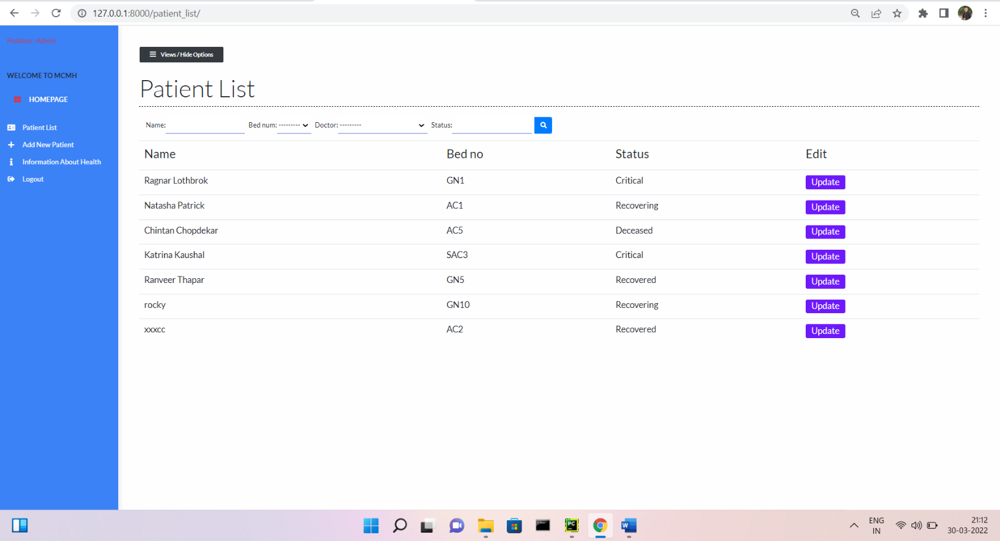 127.0.0.1:8000/patient_list/
Position : Admin
Views / Hide Options
WELCOME TO MCMH
HOMEPAGE
Patient List
Add New Patient
Information About Health
Logout
Patient List
Name: Bed num: --------- Doctor: --------- Status:
Name Bed no Status Edit
Ragnar Lothbrok GN1 Critical Update
Natasha Patrick AC1 Recovering Update
Chintan Chopdekar AC5 Deceased Update
Katrina Kaushal SAC3 Critical Update
Ranveer Thapar GN5 Recovered Update
rocky GN10 Recovering Update
xxxcc AC2 Recovered Update
PC
W
ENG
IN
21:12
30-03-2022